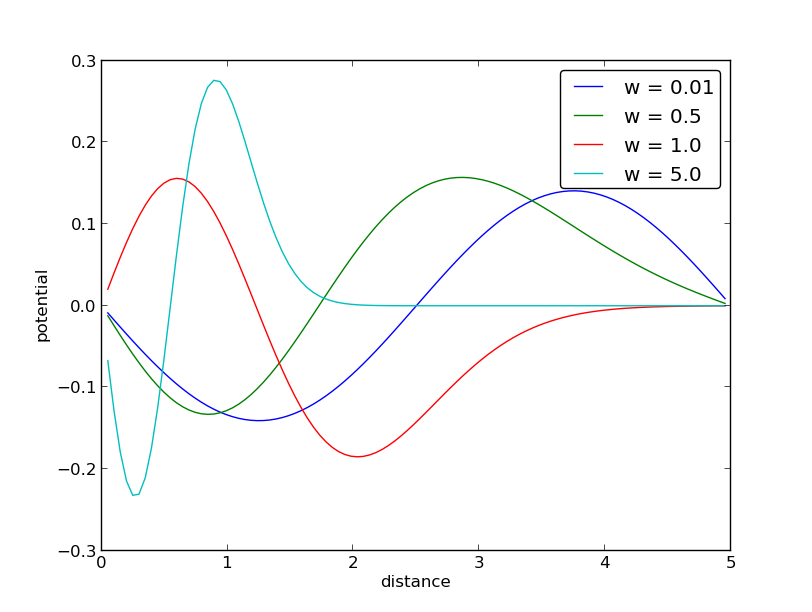 0.3
0.2
0.1
0.0
−0.1
−0.2
−0.3
potential
w = 0.01
w = 0.5
w = 1.0
w = 5.0
0 1 2 3 4 5
distance